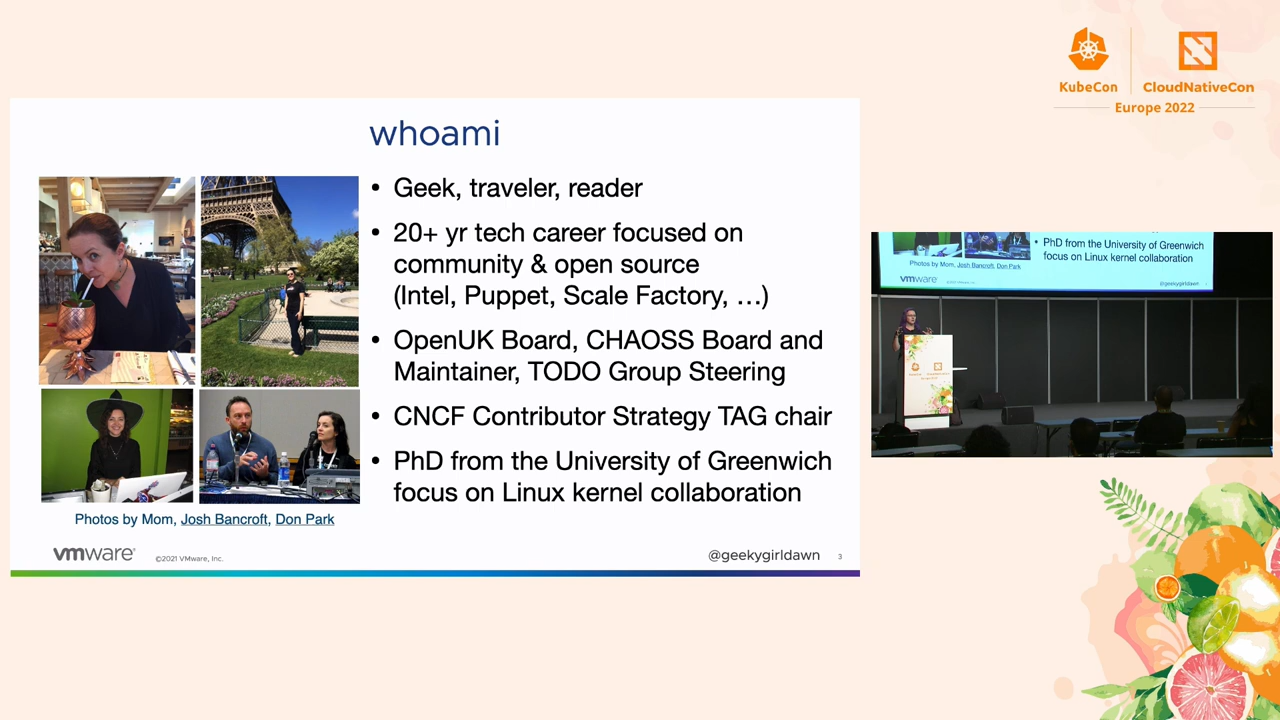 KubeCon
CloudNativeCon
Europe 2022
whoami
• Geek, traveler, reader
• 20+ yr tech career focused on
community & open source
(Intel, Puppet, Scale Factory, …)
• OpenUK Board, CHAOSS Board and
Maintainer, TODO Group Steering
• CNCF Contributor Strategy TAG chair
• PhD from the University of Greenwich
focus on Linux kernel collaboration
Photos by Mom, Josh Bancroft, Don Park
vmware®
©2021 VMware, Inc.
@geekygirldawn
3
• PhD from the University of Greenwich
focus on Linux kernel collaboration
Photos by Mom, Josh Bancroft, Don Park
vmware
@geekygirldawn